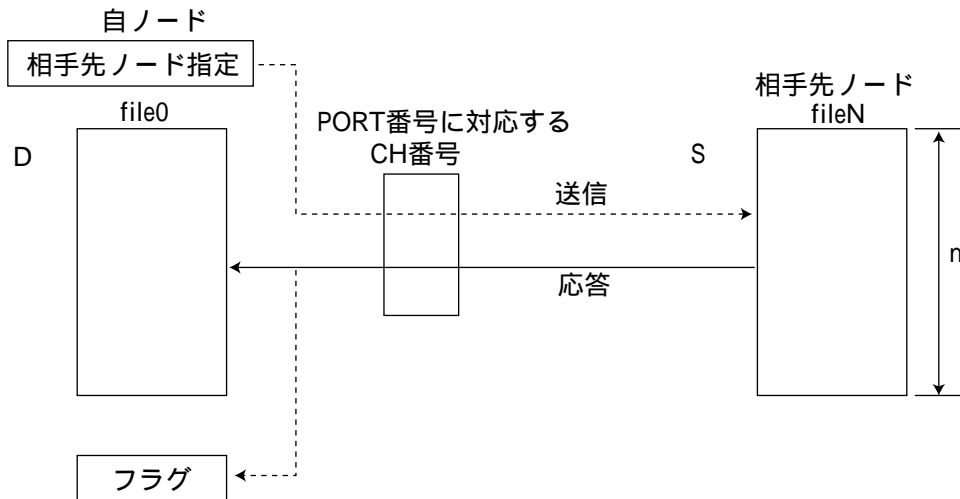 自ノード
相手先ノード指定
file0
D
PORT番号に対応する
CH番号
S
相手先ノード
fileN
送信
応答
n
フラグ